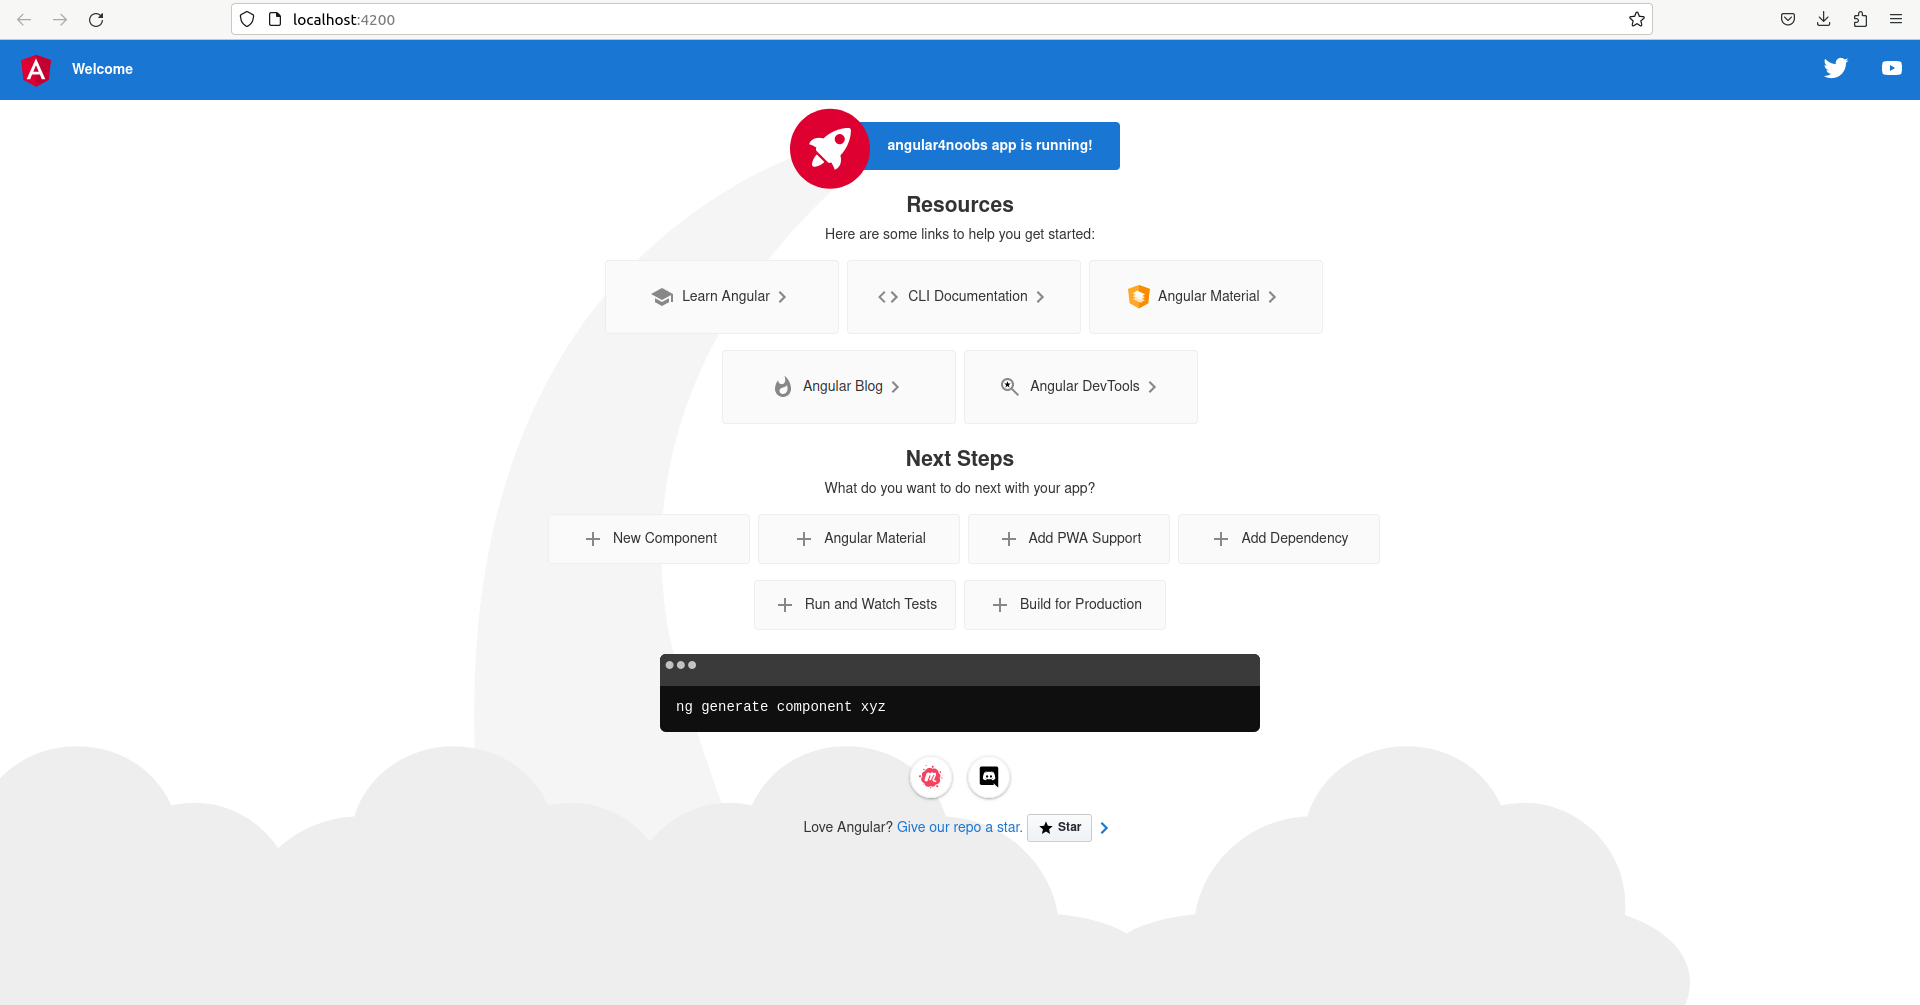 localhost:4200
Welcome
angular4noobs app is running!
Resources
Here are some links to help you get started:
Learn Angular
CLI Documentation
Angular Material
Angular Blog
Angular DevTools
Next Steps
What do you want to do next with your app?
New Component
Angular Material
Add PWA Support
Add Dependency
Run and Watch Tests
Build for Production
ng generate component xyz
Love Angular? Give our repo a star. Star